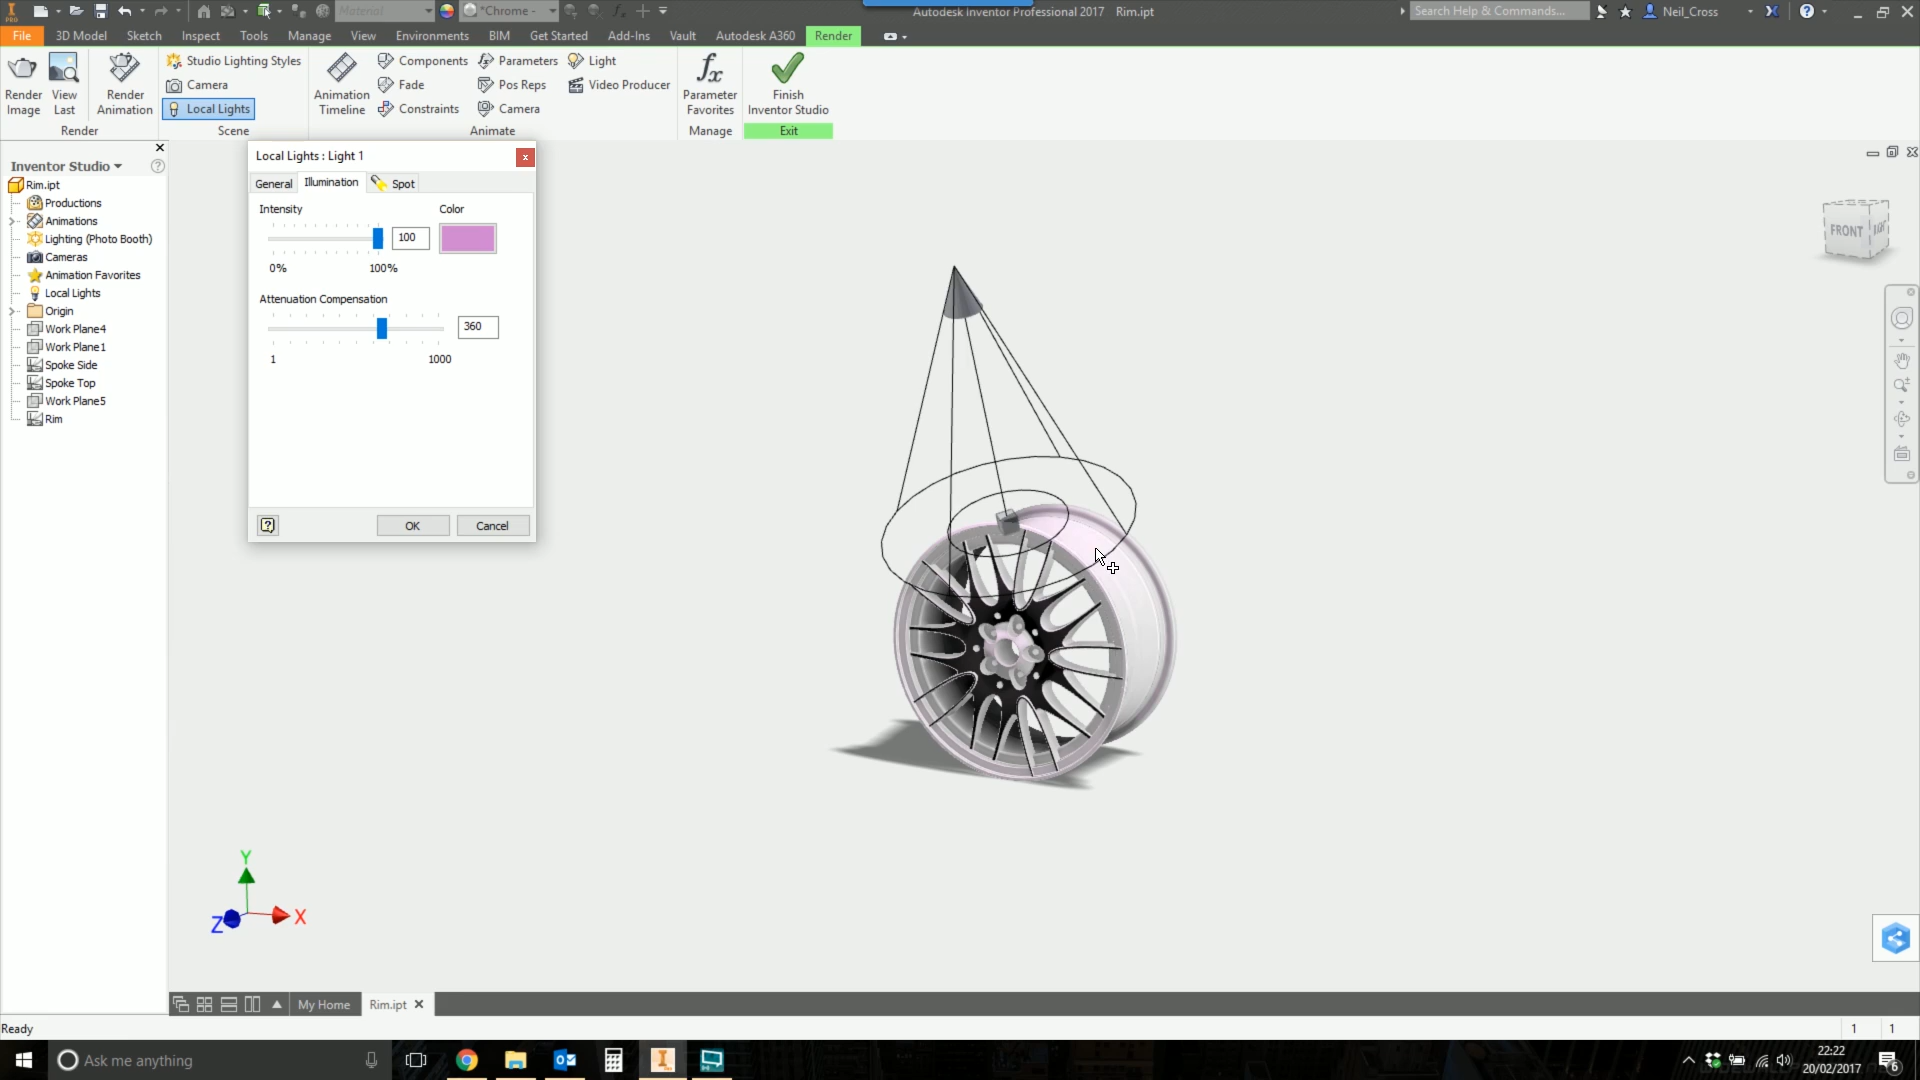 PRO
Material
*Chrome -
Autodesk Inventor Professional 2017 Rim.ipt
Search Help & Commands...
Neil_Cross
File 3D Model Sketch Inspect Tools Manage View Environments BIM Get Started Add-Ins Vault Autodesk A360 Render
Render Image
View Last
Render Animation
Render
Studio Lighting Styles
Camera
Local Lights
Scene
Animation Timeline
Components
Fade
Constraints
Parameters
Pos Reps
Camera
Light
Video Producer
Animate
fx
Parameter Favorites
Manage
Finish Inventor Studio
Exit
Inventor Studio
Rim.ipt
Productions
Animations
Lighting (Photo Booth)
Cameras
Animation Favorites
Local Lights
Origin
Work Plane4
Work Plane1
Spoke Side
Spoke Top
Work Plane5
Rim
Local Lights : Light 1
General Illumination Spot
Intensity Color
100
0% 100%
Attenuation Compensation
360
1 1000
OK Cancel
FRONT
Y
Z X
My Home Rim.ipt
Ready
1 1
Ask me anything
22:22
20/02/2017
6